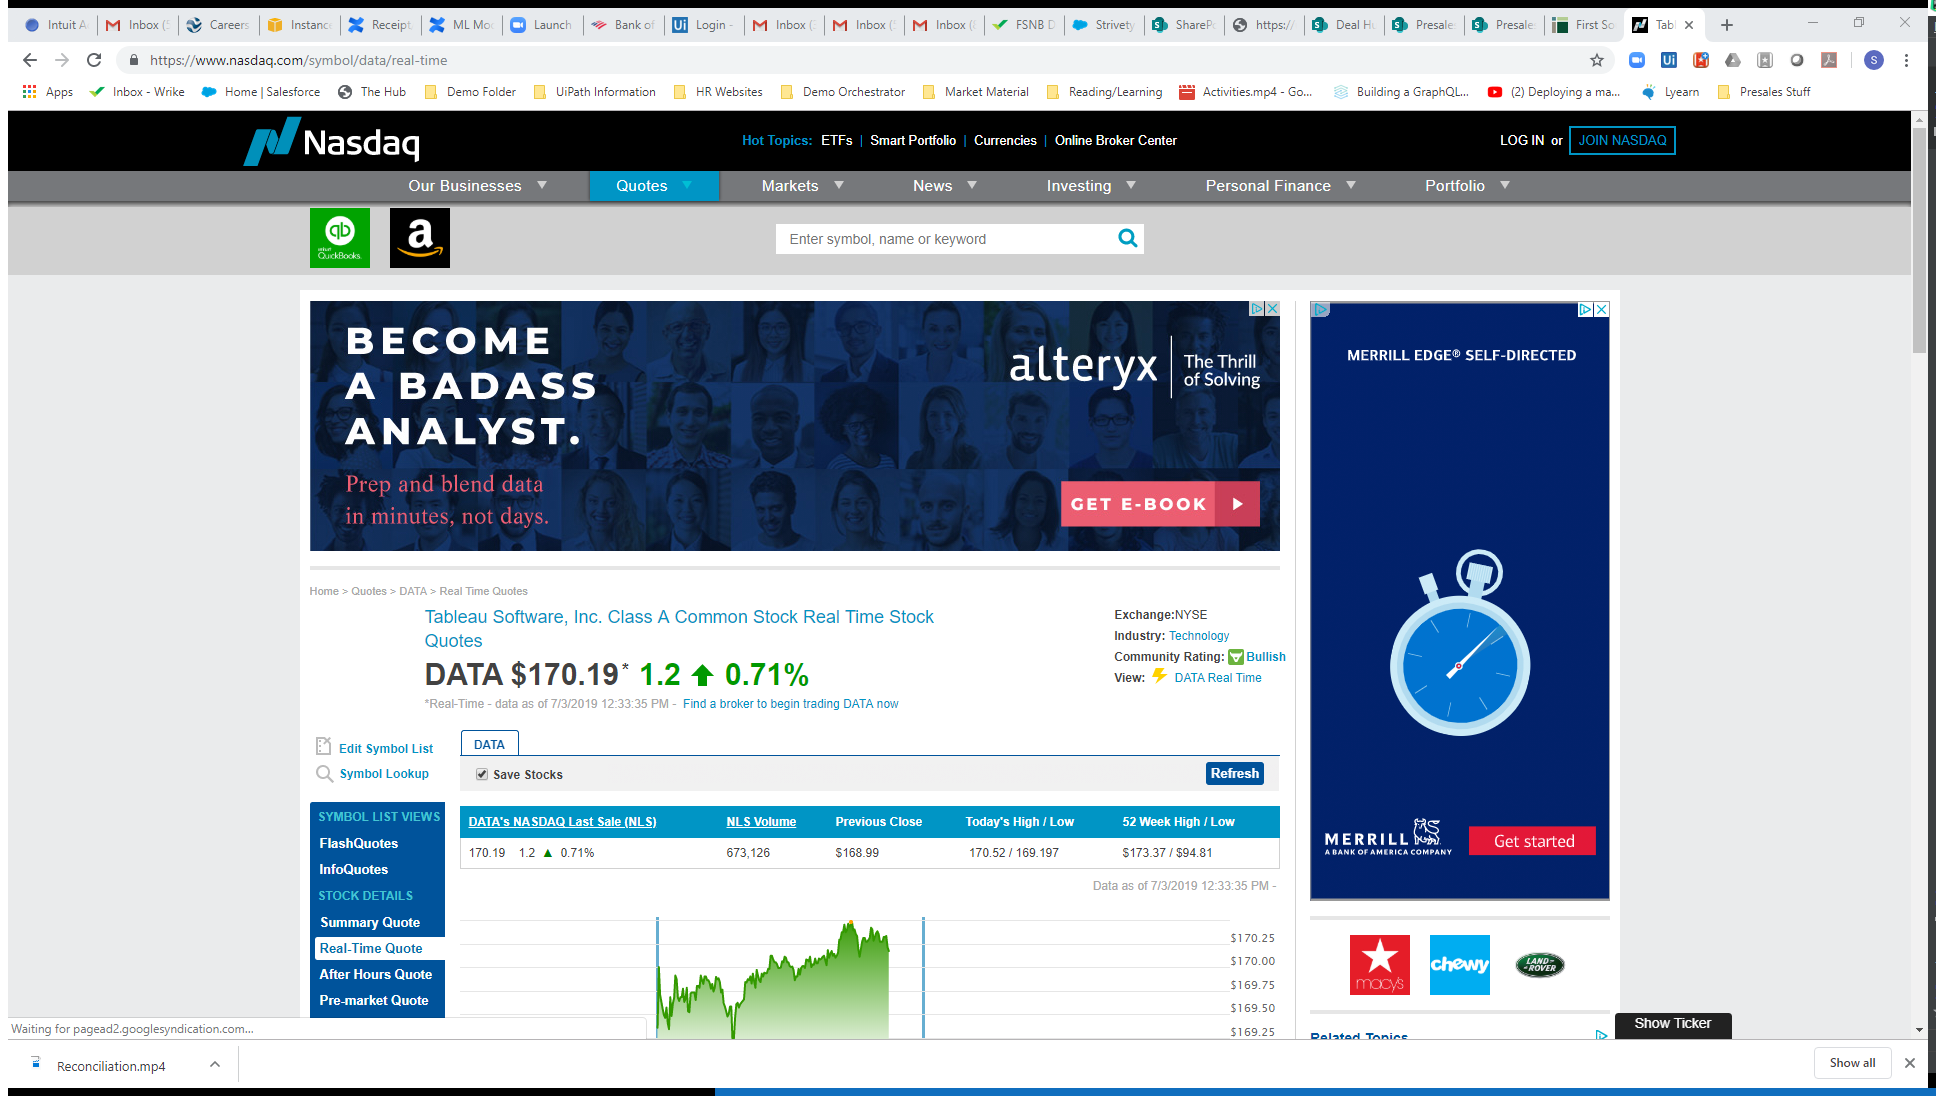 Intuit A
Inbox (5
Careers
Instance
Receipt
ML Mo
Launch
Bank of
Login -
Inbox (
Inbox (
Inbox (
FSNB D
Strivety
ShareP
https:/
Deal H
Presale
Presale
First So
Tab
https://www.nasdaq.com/symbol/data/real-time
S
Apps
Inbox - Wrike
Home | Salesforce
The Hub
Demo Folder
UiPath Information
HR Websites
Demo Orchestrator
Market Material
Reading/Learning
Activities.mp4 - Go...
Building a GraphQL...
(2) Deploying a ma...
Lyearn
Presales Stuff
Nasdaq
Hot Topics: ETFs | Smart Portfolio | Currencies | Online Broker Center
LOG IN or JOIN NASDAQ
Our Businesses
Quotes
Markets
News
Investing
Personal Finance
Portfolio
qb
intuit
QuickBooks.
a
Enter symbol, name or keyword
BECOME
A BADASS
ANALYST.
Prep and blend data
in minutes, not days.
alteryx
The Thrill
of Solving
GET E-BOOK
MERRILL EDGE® SELF-DIRECTED
MERRILL
A BANK OF AMERICA COMPANY
Get started
Home > Quotes > DATA > Real Time Quotes
Tableau Software, Inc. Class A Common Stock Real Time Stock
Quotes
DATA $170.19* 1.2 0.71%
*Real-Time - data as of 7/3/2019 12:33:35 PM - Find a broker to begin trading DATA now
Exchange:NYSE
Industry: Technology
Community Rating: Bullish
View: DATA Real Time
Edit Symbol List
Symbol Lookup
DATA
Save Stocks
Refresh
SYMBOL LIST VIEWS
FlashQuotes
InfoQuotes
STOCK DETAILS
Summary Quote
Real-Time Quote
After Hours Quote
Pre-market Quote
DATA's NASDAQ Last Sale (NLS)
NLS Volume
Previous Close
Today's High / Low
52 Week High / Low
170.19 1.2 ▲ 0.71%
673,126
$168.99
170.52 / 169.197
$173.37 / $94.81
Data as of 7/3/2019 12:33:35 PM -
$170.25
$170.00
$169.75
$169.50
$169.25
macy's
chewy
LAND-
ROVER
Related Topics
Show Ticker
Waiting for pagead2.googlesyndication.com...
Reconciliation.mp4
Show all